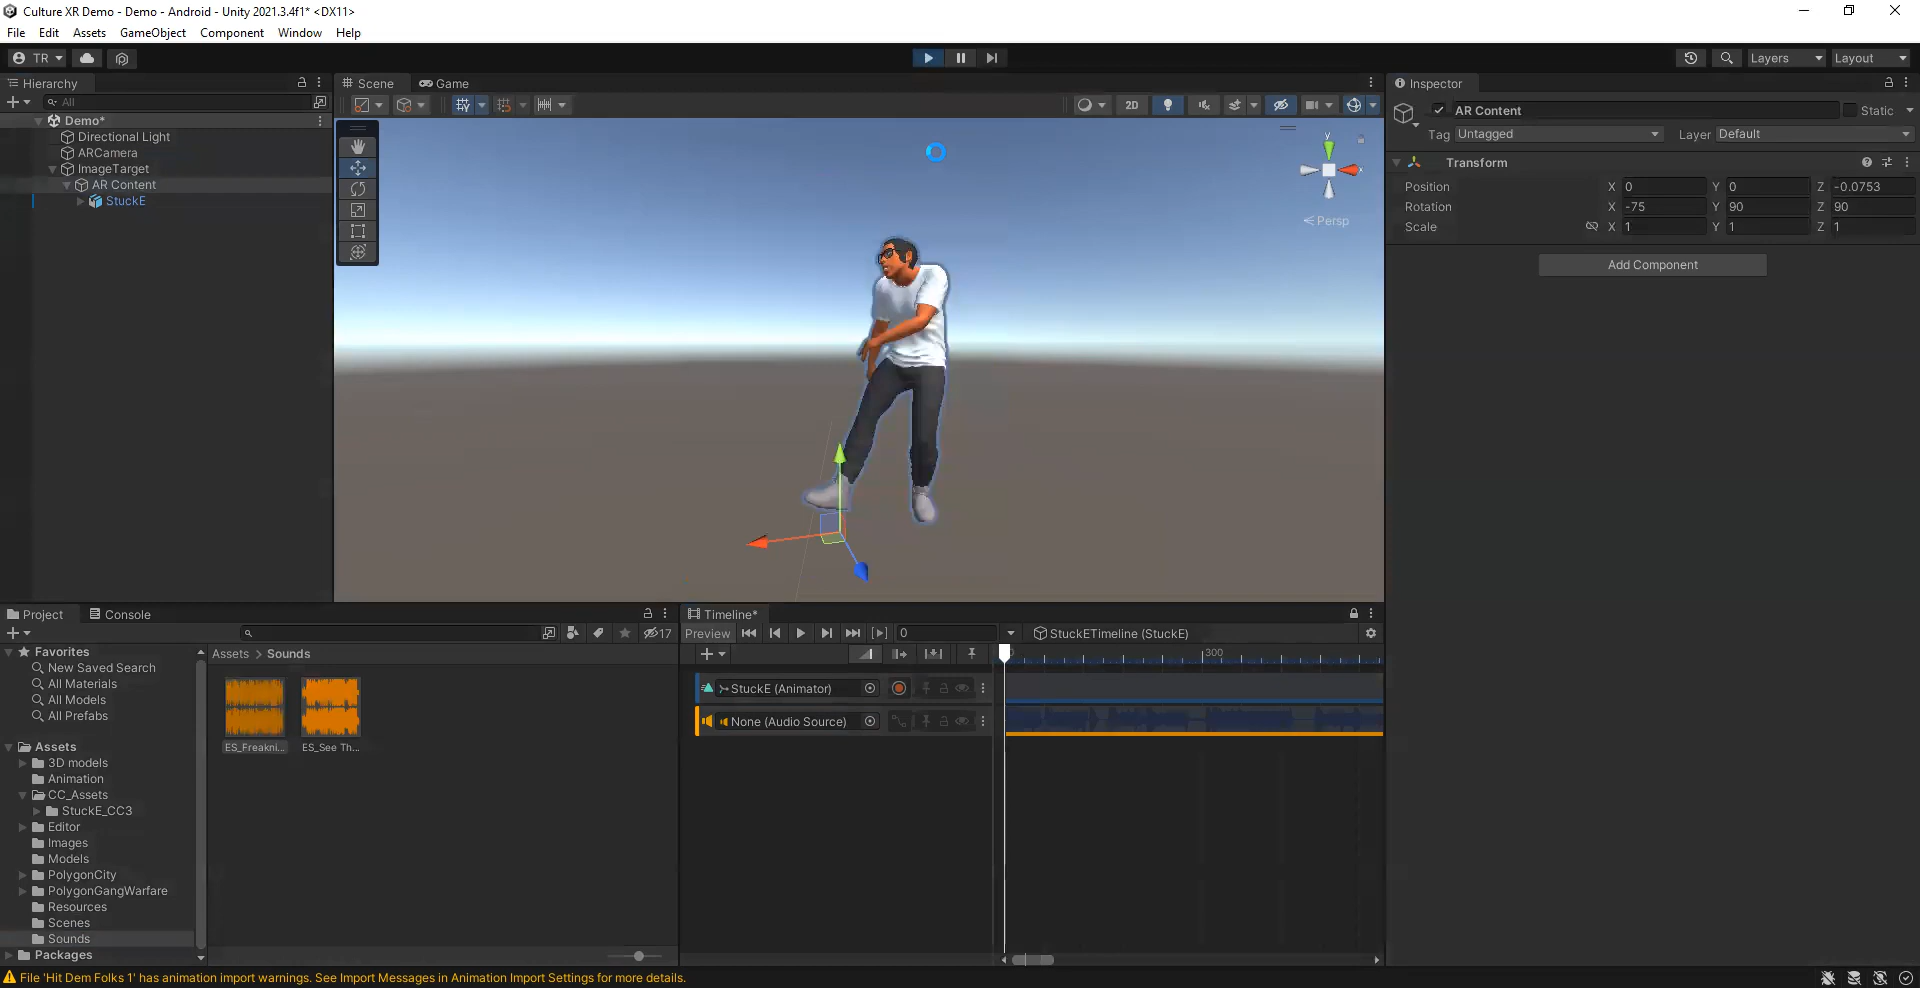 Culture XR Demo - Demo - Android - Unity 2021.3.4f1* <DX11>
File Edit Assets GameObject Component Window Help
TR Layers Layout
Hierarchy
All
Demo*
Directional Light
ARCamera
ImageTarget
AR Content
StuckE
Scene Game
2D
y
x
Persp
Inspector
AR Content Static
Tag Untagged Layer Default
Transform
Position X 0 Y 0 Z -0.0753
Rotation X -75 Y 90 Z 90
Scale X 1 Y 1 Z 1
Add Component
Project Console
17
Favorites
New Saved Search
All Materials
All Models
All Prefabs
Assets
3D models
Animation
CC_Assets
StuckE_CC3
Editor
Images
Models
PolygonCity
PolygonGangWarfare
Resources
Scenes
Sounds
Packages
Assets > Sounds
ES_Freakni...
ES_See Th...
Timeline*
Preview 0 StuckETimeline (StuckE)
300
StuckE (Animator)
None (Audio Source)
File 'Hit Dem Folks 1' has animation import warnings. See Import Messages in Animation Import Settings for more details.